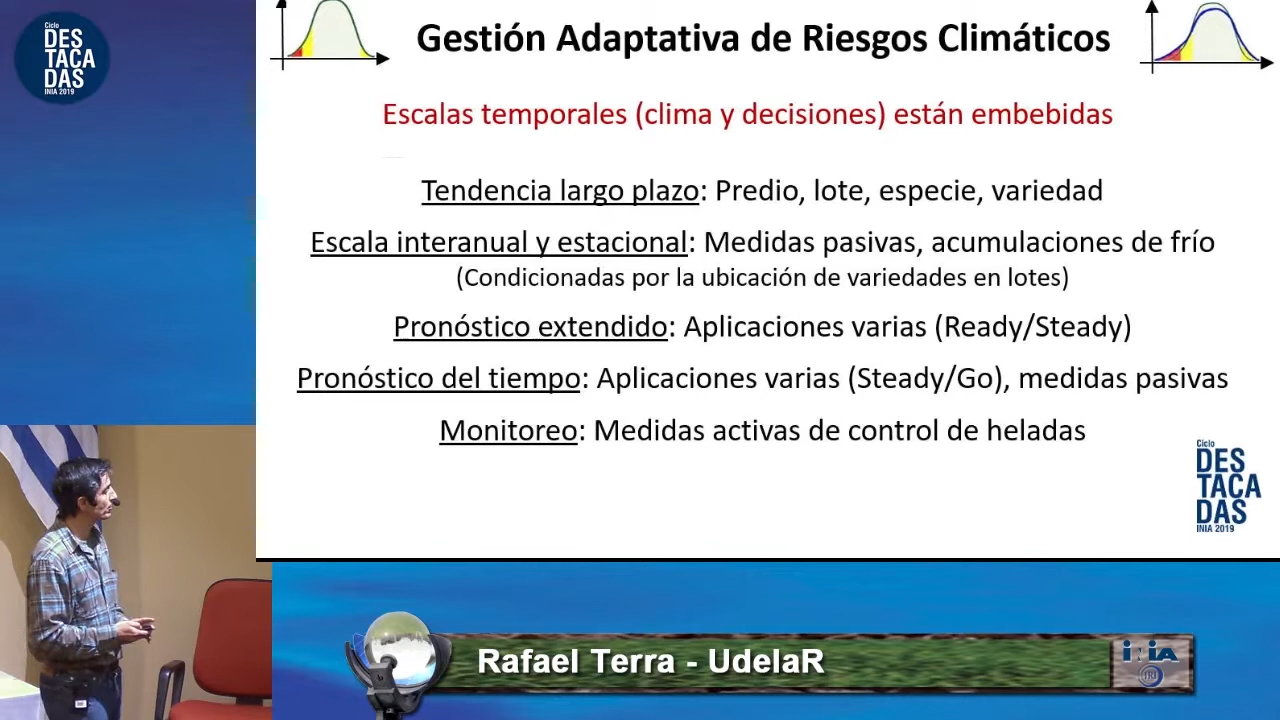 Ciclo
DES
TACA
DAS
INIA 2019
Gestión Adaptativa de Riesgos Climáticos
Escalas temporales (clima y decisiones) están embebidas
Tendencia largo plazo: Predio, lote, especie, variedad
Escala interanual y estacional: Medidas pasivas, acumulaciones de frío
(Condicionadas por la ubicación de variedades en lotes)
Pronóstico extendido: Aplicaciones varias (Ready/Steady)
Pronóstico del tiempo: Aplicaciones varias (Steady/Go), medidas pasivas
Monitoreo: Medidas activas de control de heladas
Ciclo
DES
TACA
DAS
INIA 2019
Rafael Terra - UdelaR
iniA